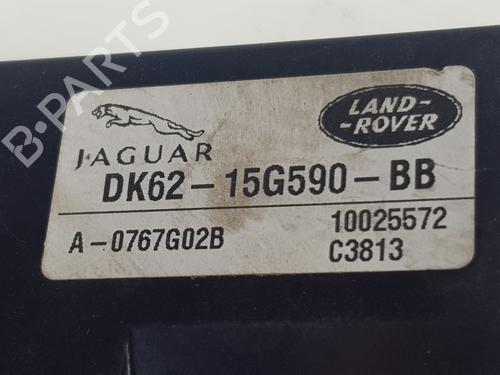 B-PARTS
JAGUAR
LAND-
-ROVER
DK62-15G590-BB
A-0767G02B
10025572
C3813